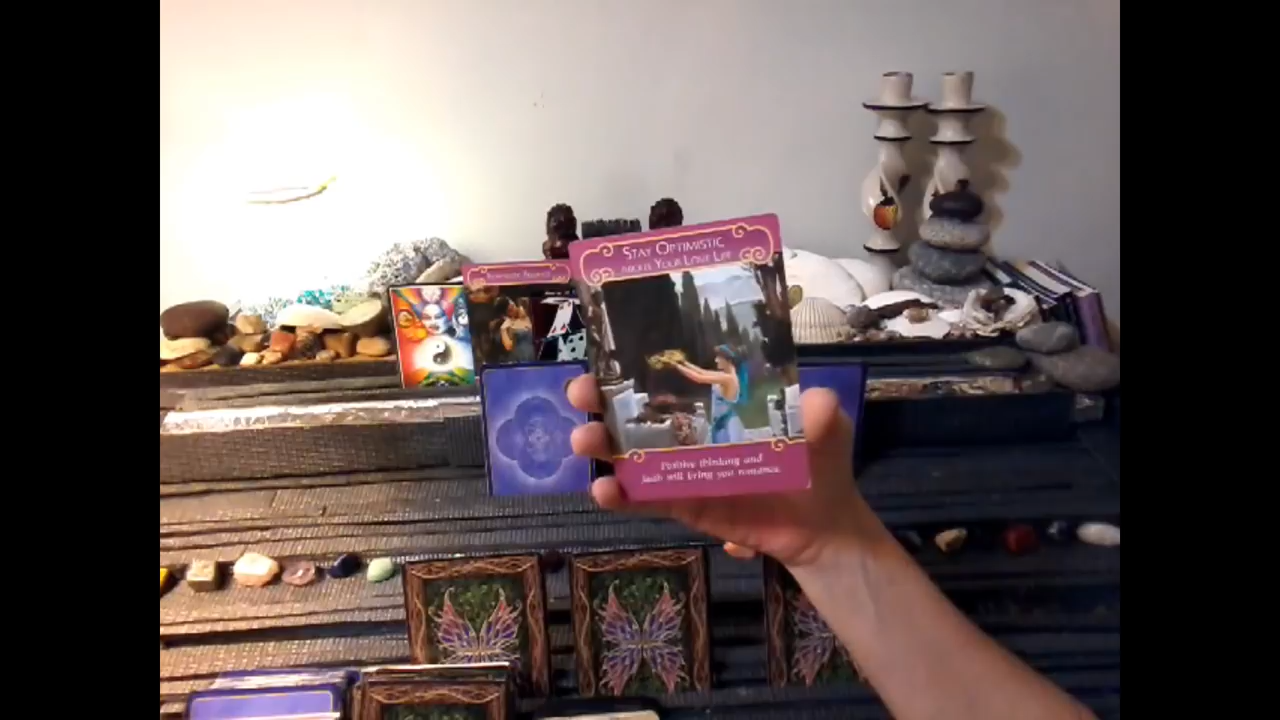 STAY OPTIMISTIC
ABOUT YOUR LOVE LIFE
Positive thinking and
faith will bring you romance.